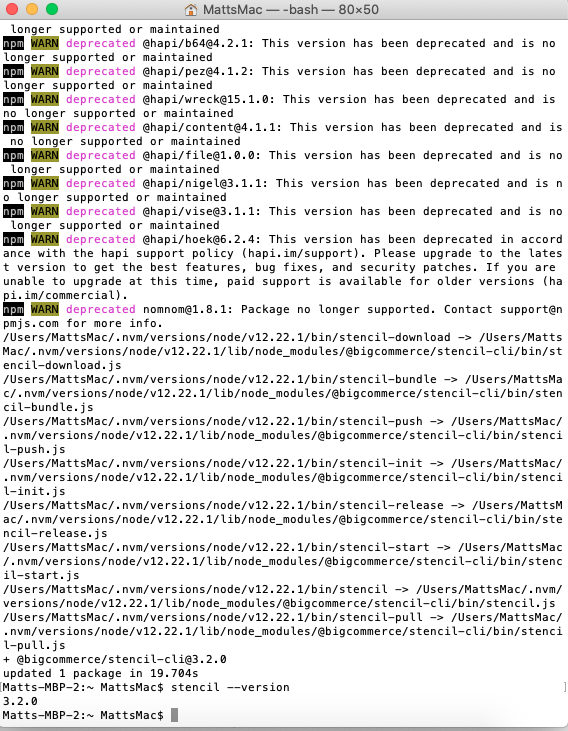 MattsMac — -bash — 80×50
 longer supported or maintained
npm WARN deprecated @hapi/b64@4.2.1: This version has been deprecated and is no
longer supported or maintained
npm WARN deprecated @hapi/pez@4.1.2: This version has been deprecated and is no
longer supported or maintained
npm WARN deprecated @hapi/wreck@15.1.0: This version has been deprecated and is
no longer supported or maintained
npm WARN deprecated @hapi/content@4.1.1: This version has been deprecated and is
 no longer supported or maintained
npm WARN deprecated @hapi/file@1.0.0: This version has been deprecated and is no
 longer supported or maintained
npm WARN deprecated @hapi/nigel@3.1.1: This version has been deprecated and is n
o longer supported or maintained
npm WARN deprecated @hapi/vise@3.1.1: This version has been deprecated and is no
 longer supported or maintained
npm WARN deprecated @hapi/hoek@6.2.4: This version has been deprecated in accord
ance with the hapi support policy (hapi.im/support). Please upgrade to the lates
t version to get the best features, bug fixes, and security patches. If you are
unable to upgrade at this time, paid support is available for older versions (ha
pi.im/commercial).
npm WARN deprecated nomnom@1.8.1: Package no longer supported. Contact support@n
pmjs.com for more info.
/Users/MattsMac/.nvm/versions/node/v12.22.1/bin/stencil-download -> /Users/Matts
Mac/.nvm/versions/node/v12.22.1/lib/node_modules/@bigcommerce/stencil-cli/bin/st
encil-download.js
/Users/MattsMac/.nvm/versions/node/v12.22.1/bin/stencil-bundle -> /Users/MattsMa
c/.nvm/versions/node/v12.22.1/lib/node_modules/@bigcommerce/stencil-cli/bin/sten
cil-bundle.js
/Users/MattsMac/.nvm/versions/node/v12.22.1/bin/stencil-push -> /Users/MattsMac/
.nvm/versions/node/v12.22.1/lib/node_modules/@bigcommerce/stencil-cli/bin/stenci
l-push.js
/Users/MattsMac/.nvm/versions/node/v12.22.1/bin/stencil-init -> /Users/MattsMac/
.nvm/versions/node/v12.22.1/lib/node_modules/@bigcommerce/stencil-cli/bin/stenci
l-init.js
/Users/MattsMac/.nvm/versions/node/v12.22.1/bin/stencil-release -> /Users/MattsM
ac/.nvm/versions/node/v12.22.1/lib/node_modules/@bigcommerce/stencil-cli/bin/ste
ncil-release.js
/Users/MattsMac/.nvm/versions/node/v12.22.1/bin/stencil-start -> /Users/MattsMac
/.nvm/versions/node/v12.22.1/lib/node_modules/@bigcommerce/stencil-cli/bin/stenc
il-start.js
/Users/MattsMac/.nvm/versions/node/v12.22.1/bin/stencil -> /Users/MattsMac/.nvm/
versions/node/v12.22.1/lib/node_modules/@bigcommerce/stencil-cli/bin/stencil.js
/Users/MattsMac/.nvm/versions/node/v12.22.1/bin/stencil-pull -> /Users/MattsMac/
.nvm/versions/node/v12.22.1/lib/node_modules/@bigcommerce/stencil-cli/bin/stenci
l-pull.js
+ @bigcommerce/stencil-cli@3.2.0
updated 1 package in 19.704s
[Matts-MBP-2:~ MattsMac$ stencil --version ]
3.2.0
Matts-MBP-2:~ MattsMac$